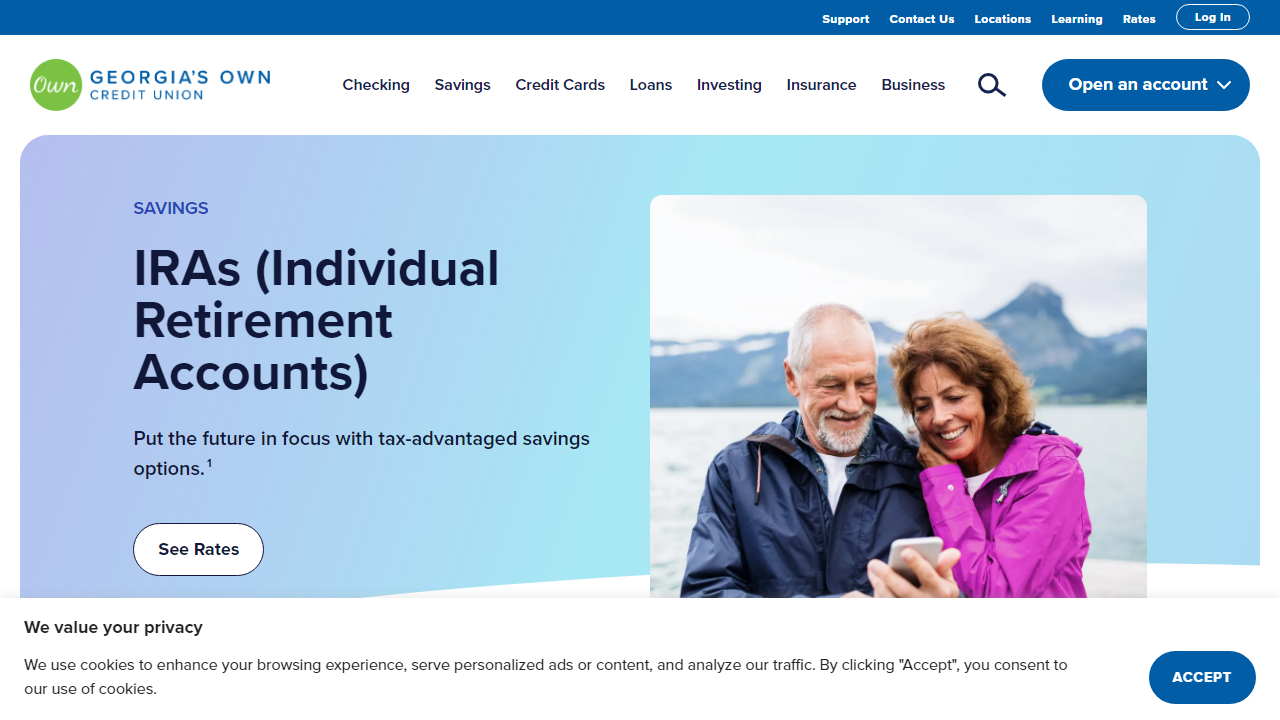 Support Contact Us Locations Learning Rates Log In
Own GEORGIA'S OWN
CREDIT UNION
Checking Savings Credit Cards Loans Investing Insurance Business Open an account
SAVINGS
IRAs (Individual
Retirement
Accounts)
Put the future in focus with tax-advantaged savings
options.¹
See Rates
We value your privacy
We use cookies to enhance your browsing experience, serve personalized ads or content, and analyze our traffic. By clicking "Accept", you consent to
our use of cookies.
ACCEPT